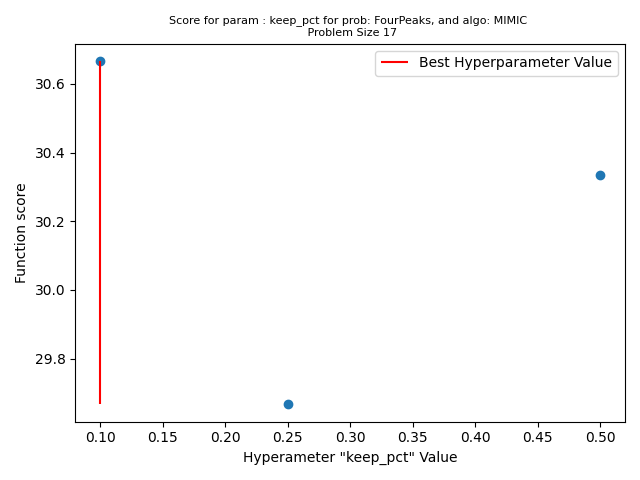 Score for param : keep_pct for prob: FourPeaks, and algo: MIMIC
Problem Size 17
Best Hyperparameter Value
30.6
30.4
30.2
30.0
29.8
Function score
0.10 0.15 0.20 0.25 0.30 0.35 0.40 0.45 0.50
Hyperameter "keep_pct" Value